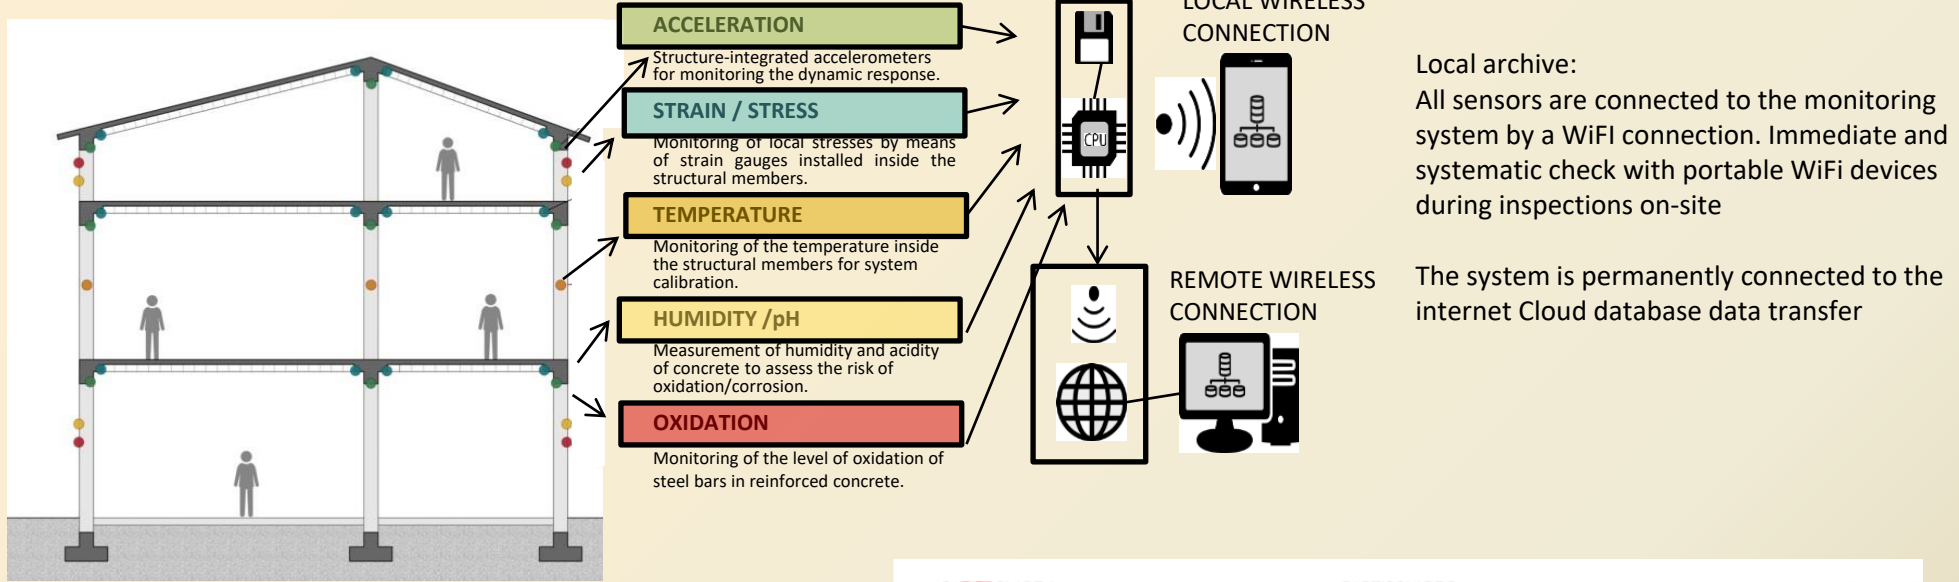 ACCELERATION
Structure-integrated accelerometers
for monitoring the dynamic response.
STRAIN / STRESS
Monitoring of local stresses by means
of strain gauges installed inside the
structural members.
TEMPERATURE
Monitoring of the temperature inside
the structural members for system
calibration.
HUMIDITY /pH
Measurement of humidity and acidity
of concrete to assess the risk of
oxidation/corrosion.
OXIDATION
Monitoring of the level of oxidation of
steel bars in reinforced concrete.
CPU
LOCAL WIRELESS
CONNECTION
REMOTE WIRELESS
CONNECTION
Local archive:
All sensors are connected to the monitoring
system by a WiFI connection. Immediate and
systematic check with portable WiFi devices
during inspections on-site
The system is permanently connected to the
internet Cloud database data transfer